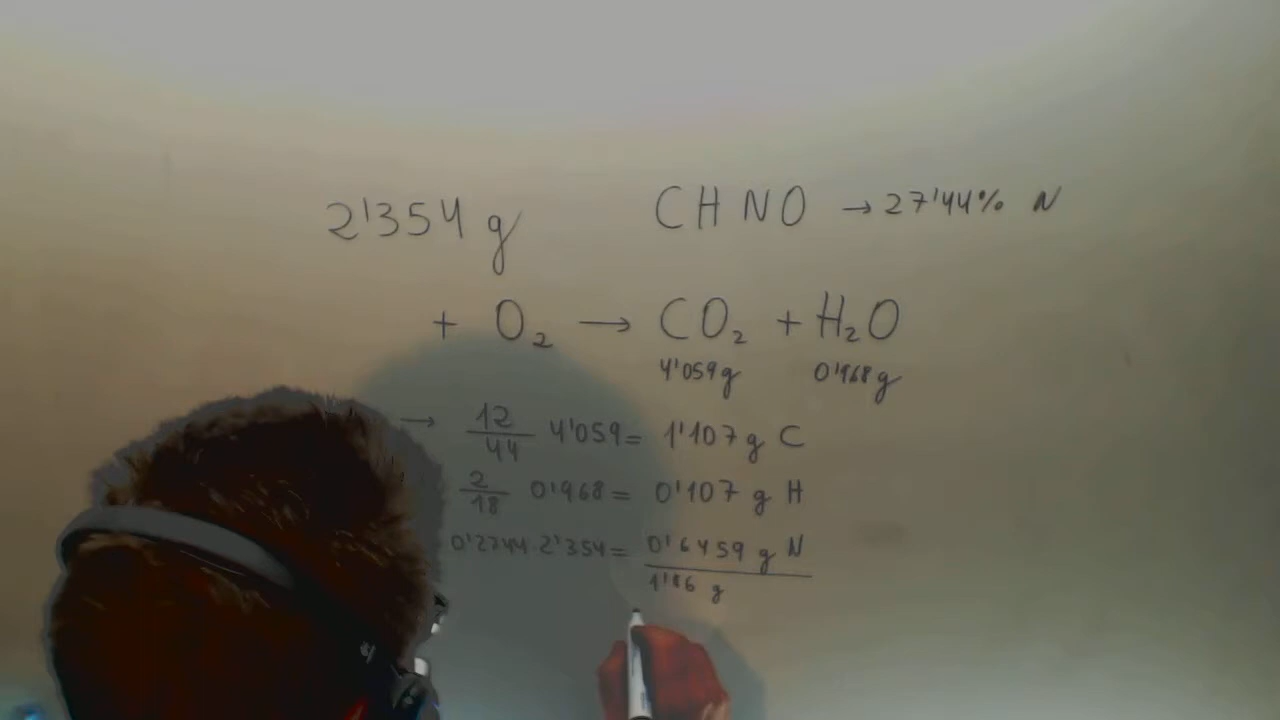 2'354 g CHNO → 27'44% N
+ O₂ → CO₂ + H₂O
4'059 g 0'968 g
→ 12/44 4'059 = 1'107 g C
2/18 0'968 = 0'107 g H
0'2744 2'354 = 0'6459 g N
1'86 g